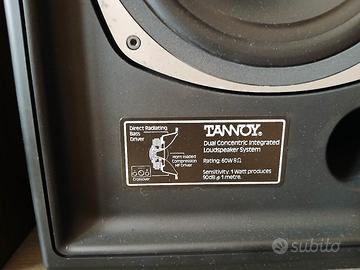 Direct Radiating
Bass
Driver
Horn loaded
Compression
HF Driver
Crossover
TANNOY®
Dual Concentric Integrated
Loudspeaker System
Rating: 60W 8Ω
Sensitivity: 1 Watt produces
90dB @ 1 metre.
subito